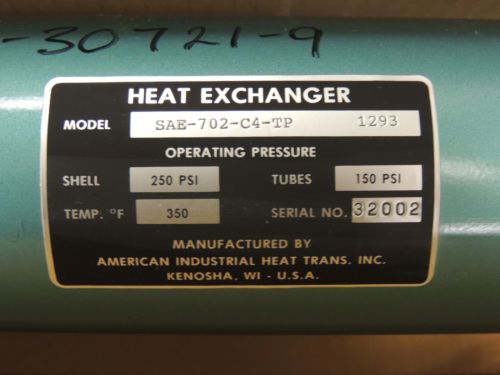 -30721-9
HEAT EXCHANGER
MODEL SAE-702-C4-TP 1293
OPERATING PRESSURE
SHELL 250 PSI TUBES 150 PSI
TEMP. °F 350 SERIAL NO. 32002
MANUFACTURED BY
AMERICAN INDUSTRIAL HEAT TRANS. INC.
KENOSHA, WI - U.S.A.